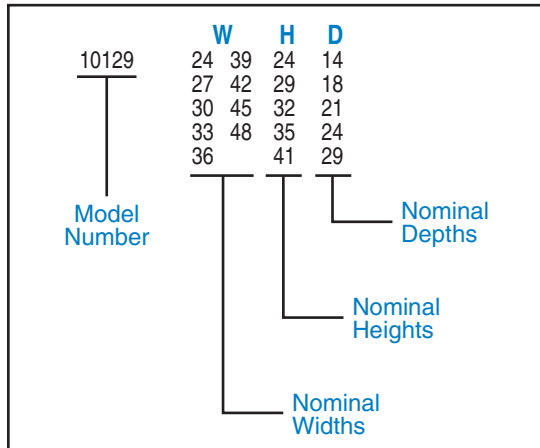 W H D
10129 24 39 24 14
27 42 29 18
30 45 32 21
33 48 35 24
36 41 29
Model
Number
Nominal
Depths
Nominal
Heights
Nominal
Widths